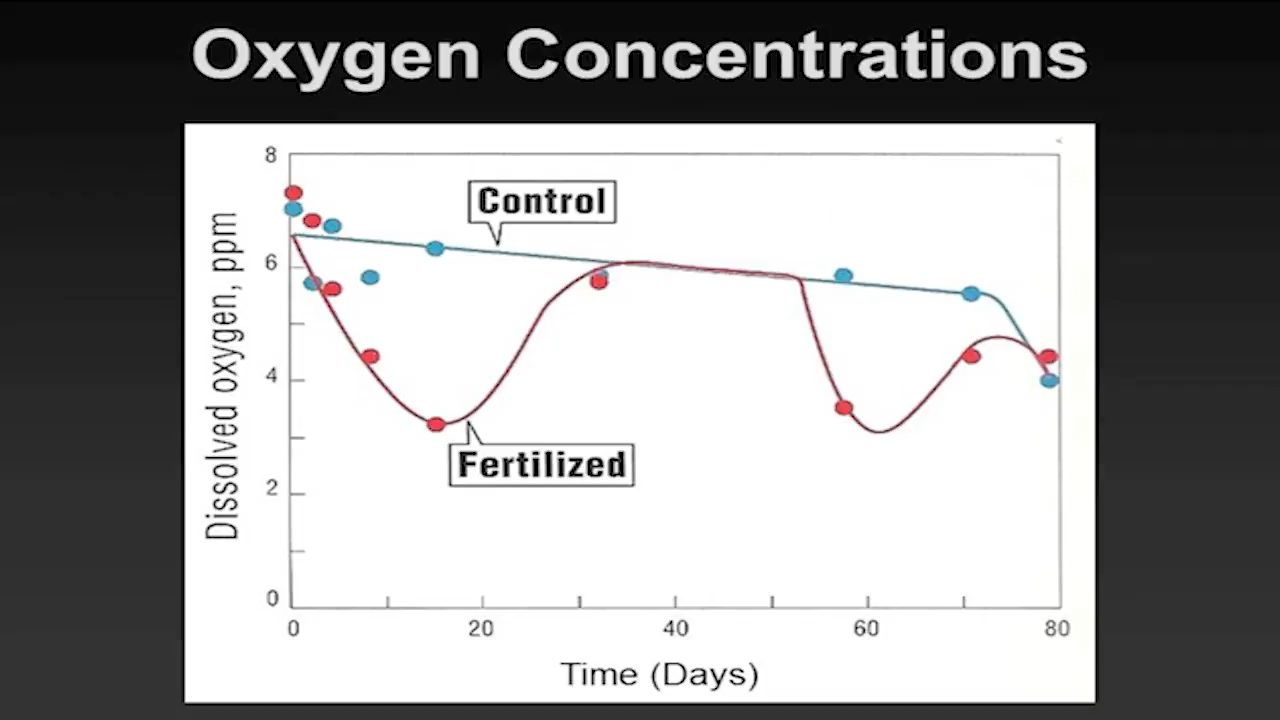 Oxygen Concentrations
8
6
4
2
0
Dissolved oxygen, ppm
Control
Fertilized
0 20 40 60 80
Time (Days)